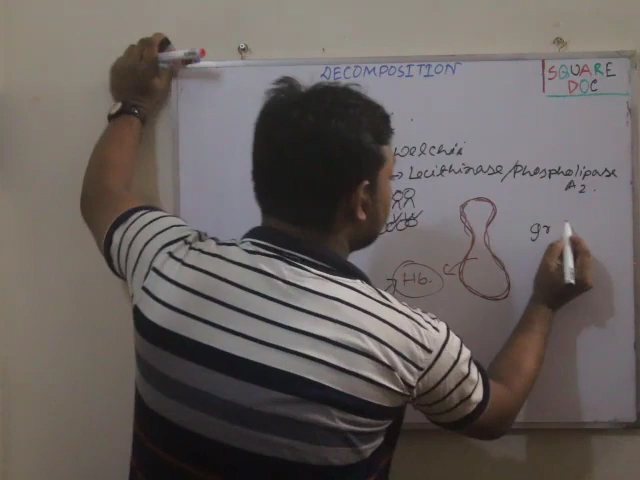 DECOMPOSITION
SQUARE
DOC
Welchii
→ Lecithinase/phospholipase
A2.
Hb.
gr